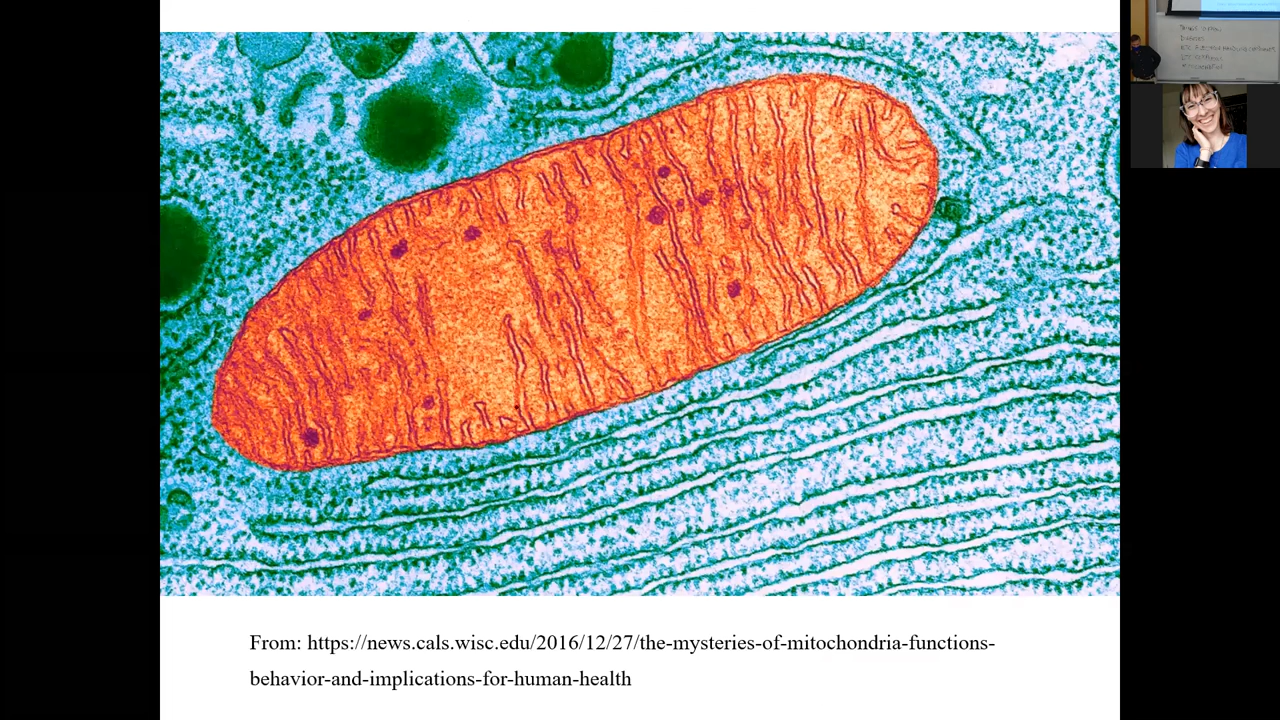 From: https://news.cals.wisc.edu/2016/12/27/the-mysteries-of-mitochondria-functions-
behavior-and-implications-for-human-health